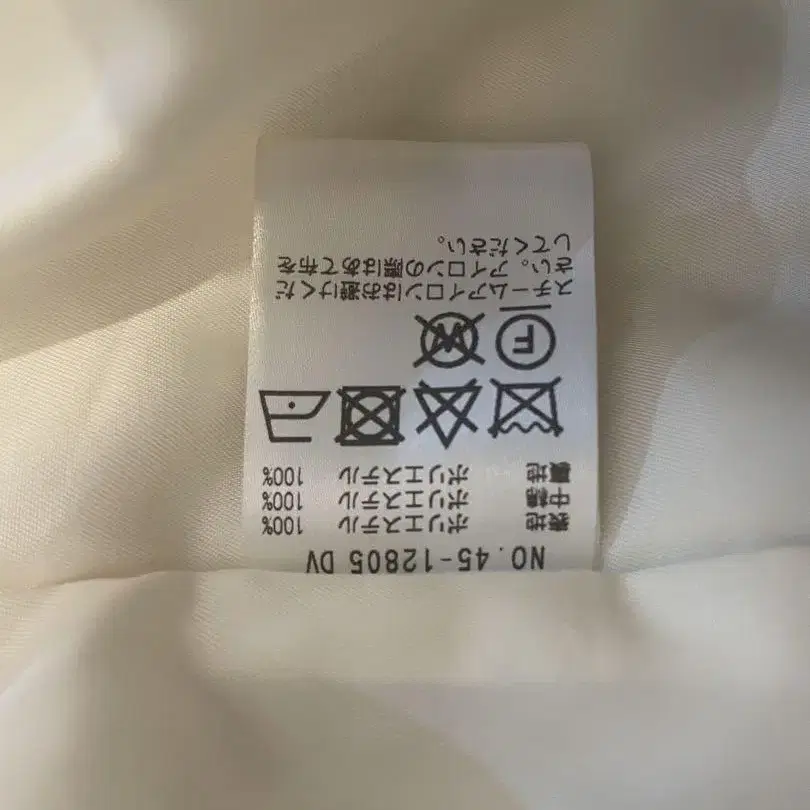 NO. 45-12805 DV
表地 ポリエステル 100%
中綿 ポリエステル 100%
裏地 ポリエステル 100%
F W
スチームアイロンはお避けくだ
さい。アイロンの際はあて布を
してください。